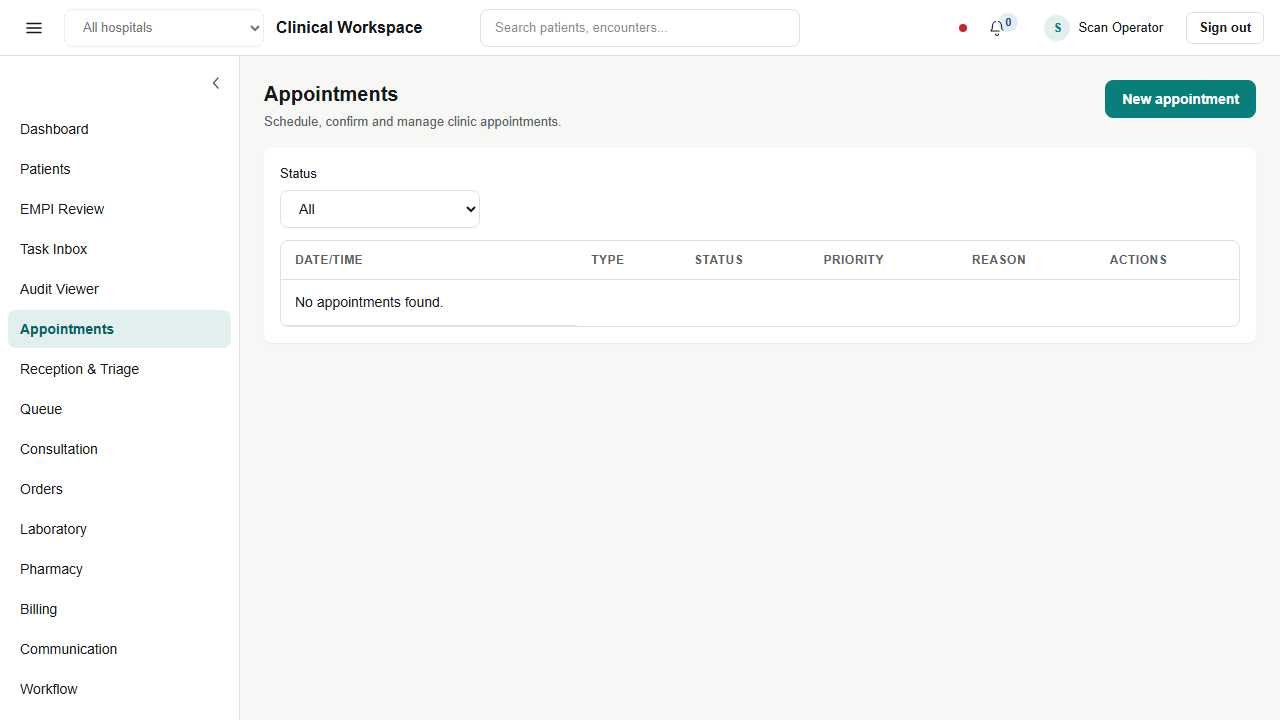 All hospitals
Clinical Workspace
Search patients, encounters...
0
S
Scan Operator
Sign out
Dashboard
Patients
EMPI Review
Task Inbox
Audit Viewer
Appointments
Reception & Triage
Queue
Consultation
Orders
Laboratory
Pharmacy
Billing
Communication
Workflow
Appointments
Schedule, confirm and manage clinic appointments.
New appointment
Status
All
DATE/TIME TYPE STATUS PRIORITY REASON ACTIONS
No appointments found.